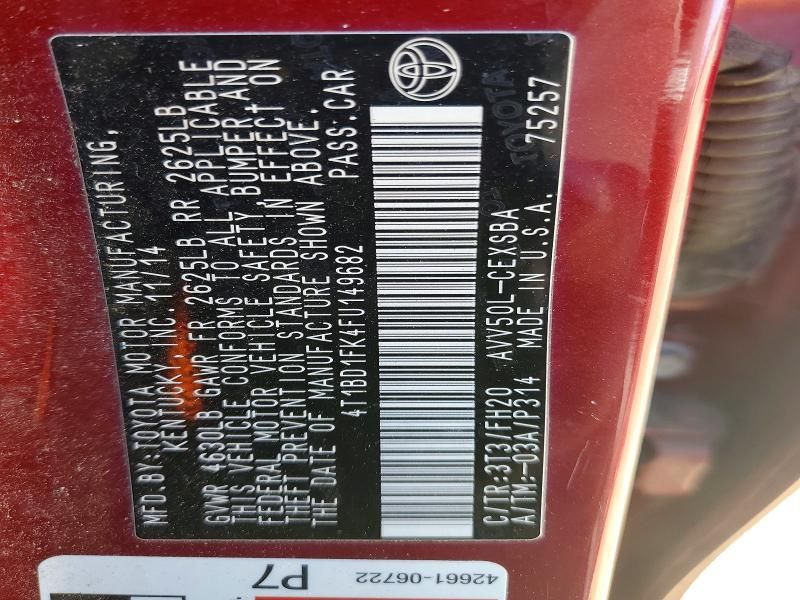 MFD BY:TOYOTA MOTOR MANUFACTURING,
KENTUCKY, INC. 11/14
GVWR 4630LB GAWR FR 2625LB RR 2625LB
THIS VEHICLE CONFORMS TO ALL APPLICABLE
FEDERAL MOTOR VEHICLE SAFETY, BUMPER, AND
THEFT PREVENTION STANDARDS IN EFFECT ON
THE DATE OF MANUFACTURE SHOWN ABOVE.
4T1BD1FK4FU149682 PASS.CAR
C/TR:3T3/FH20 AVV50L-CEXSBA
A/TM:-03A/P314 MADE IN U.S.A. 75257
TOYOTA
P7
42661-06722